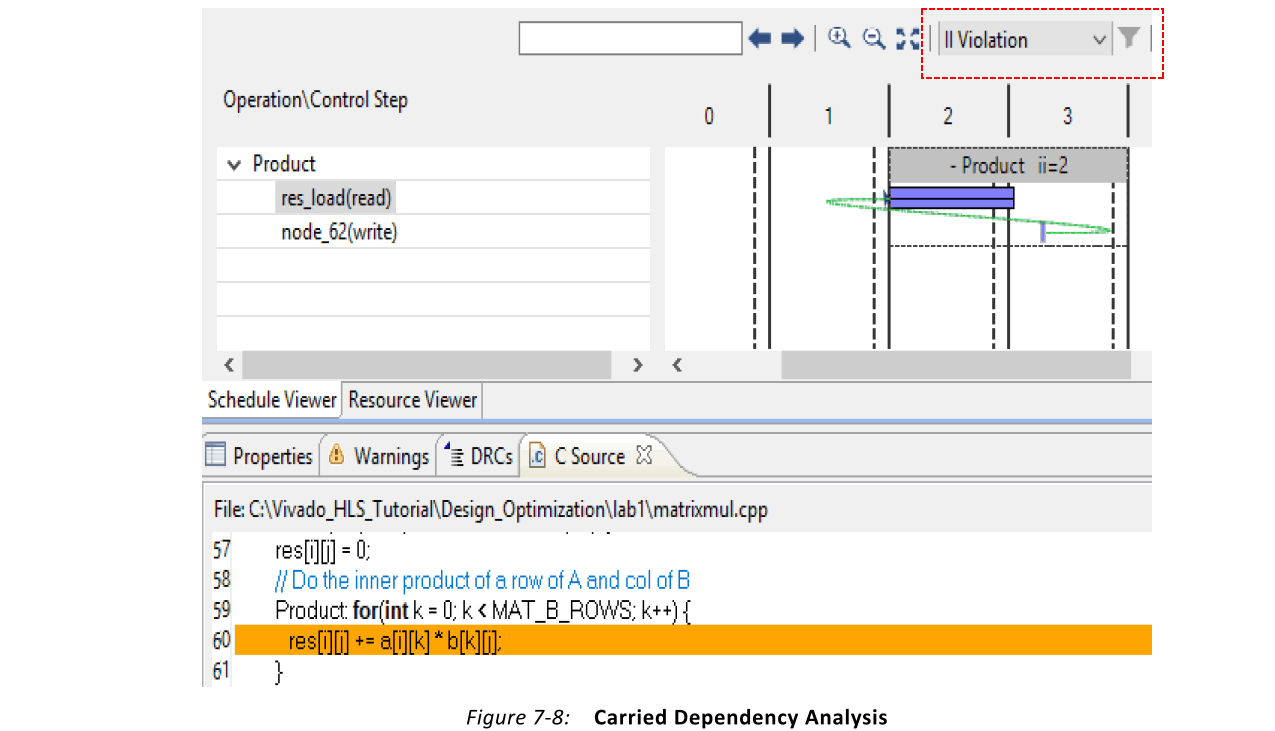 II Violation
Operation\Control Step
0 1 2 3
Product
- Product ii=2
res_load(read)
node_62(write)
Schedule Viewer Resource Viewer
Properties Warnings DRCs C Source
File: C:\Vivado_HLS_Tutorial\Design_Optimization\lab1\matrixmul.cpp
57 res[i][j] = 0;
58 // Do the inner product of a row of A and col of B
59 Product: for(int k = 0; k < MAT_B_ROWS; k++) {
60 res[i][j] += a[i][k] * b[k][j];
61 }
Figure 7-8: Carried Dependency Analysis